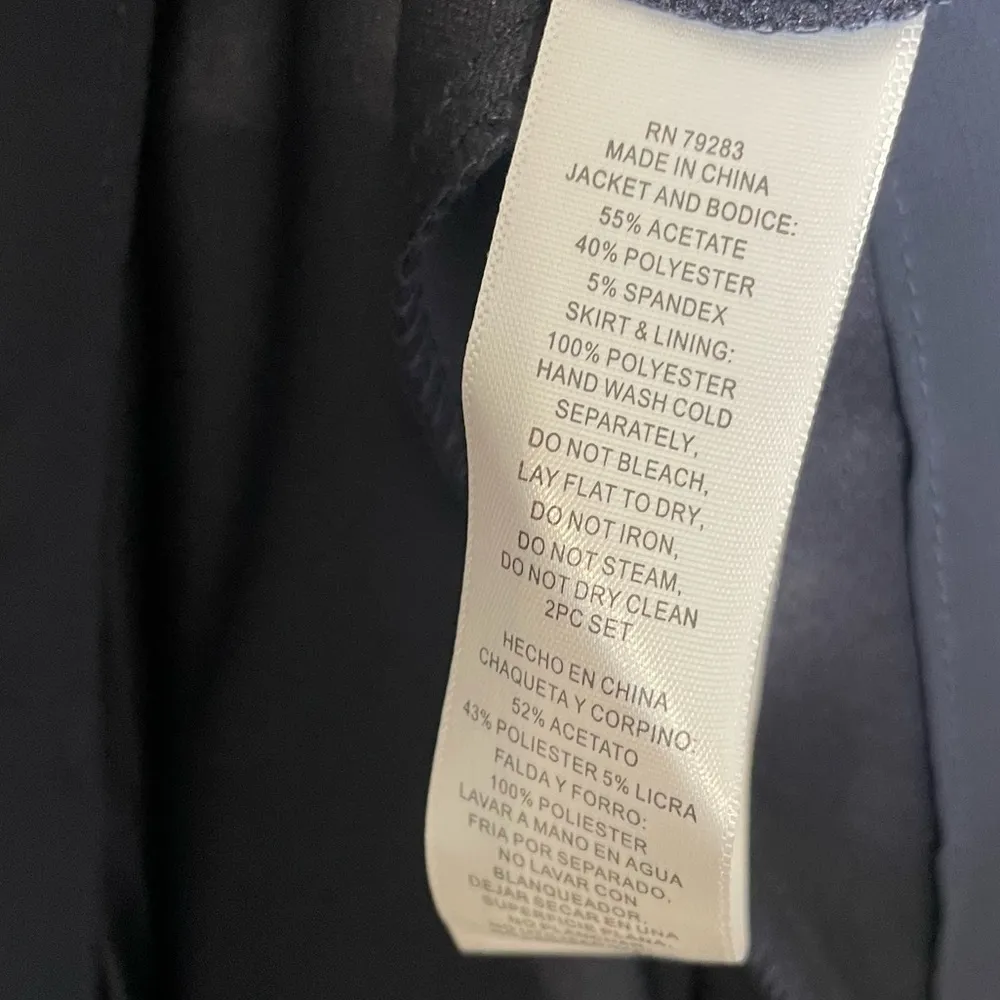 RN 79283
MADE IN CHINA
JACKET AND BODICE:
55% ACETATE
40% POLYESTER
5% SPANDEX
SKIRT & LINING:
100% POLYESTER
HAND WASH COLD
SEPARATELY,
DO NOT BLEACH,
LAY FLAT TO DRY,
DO NOT IRON,
DO NOT STEAM,
DO NOT DRY CLEAN
2PC SET
HECHO EN CHINA
CHAQUETA Y CORPINO:
52% ACETATO
43% POLIESTER 5% LICRA
FALDA Y FORRO:
100% POLIESTER
LAVAR A MANO EN AGUA
FRIA POR SEPARADO.
NO LAVAR CON
BLANQUEADOR.
DEJAR SECAR EN UNA
SUPERFICIE PLANA.
NO PLANCHAR.